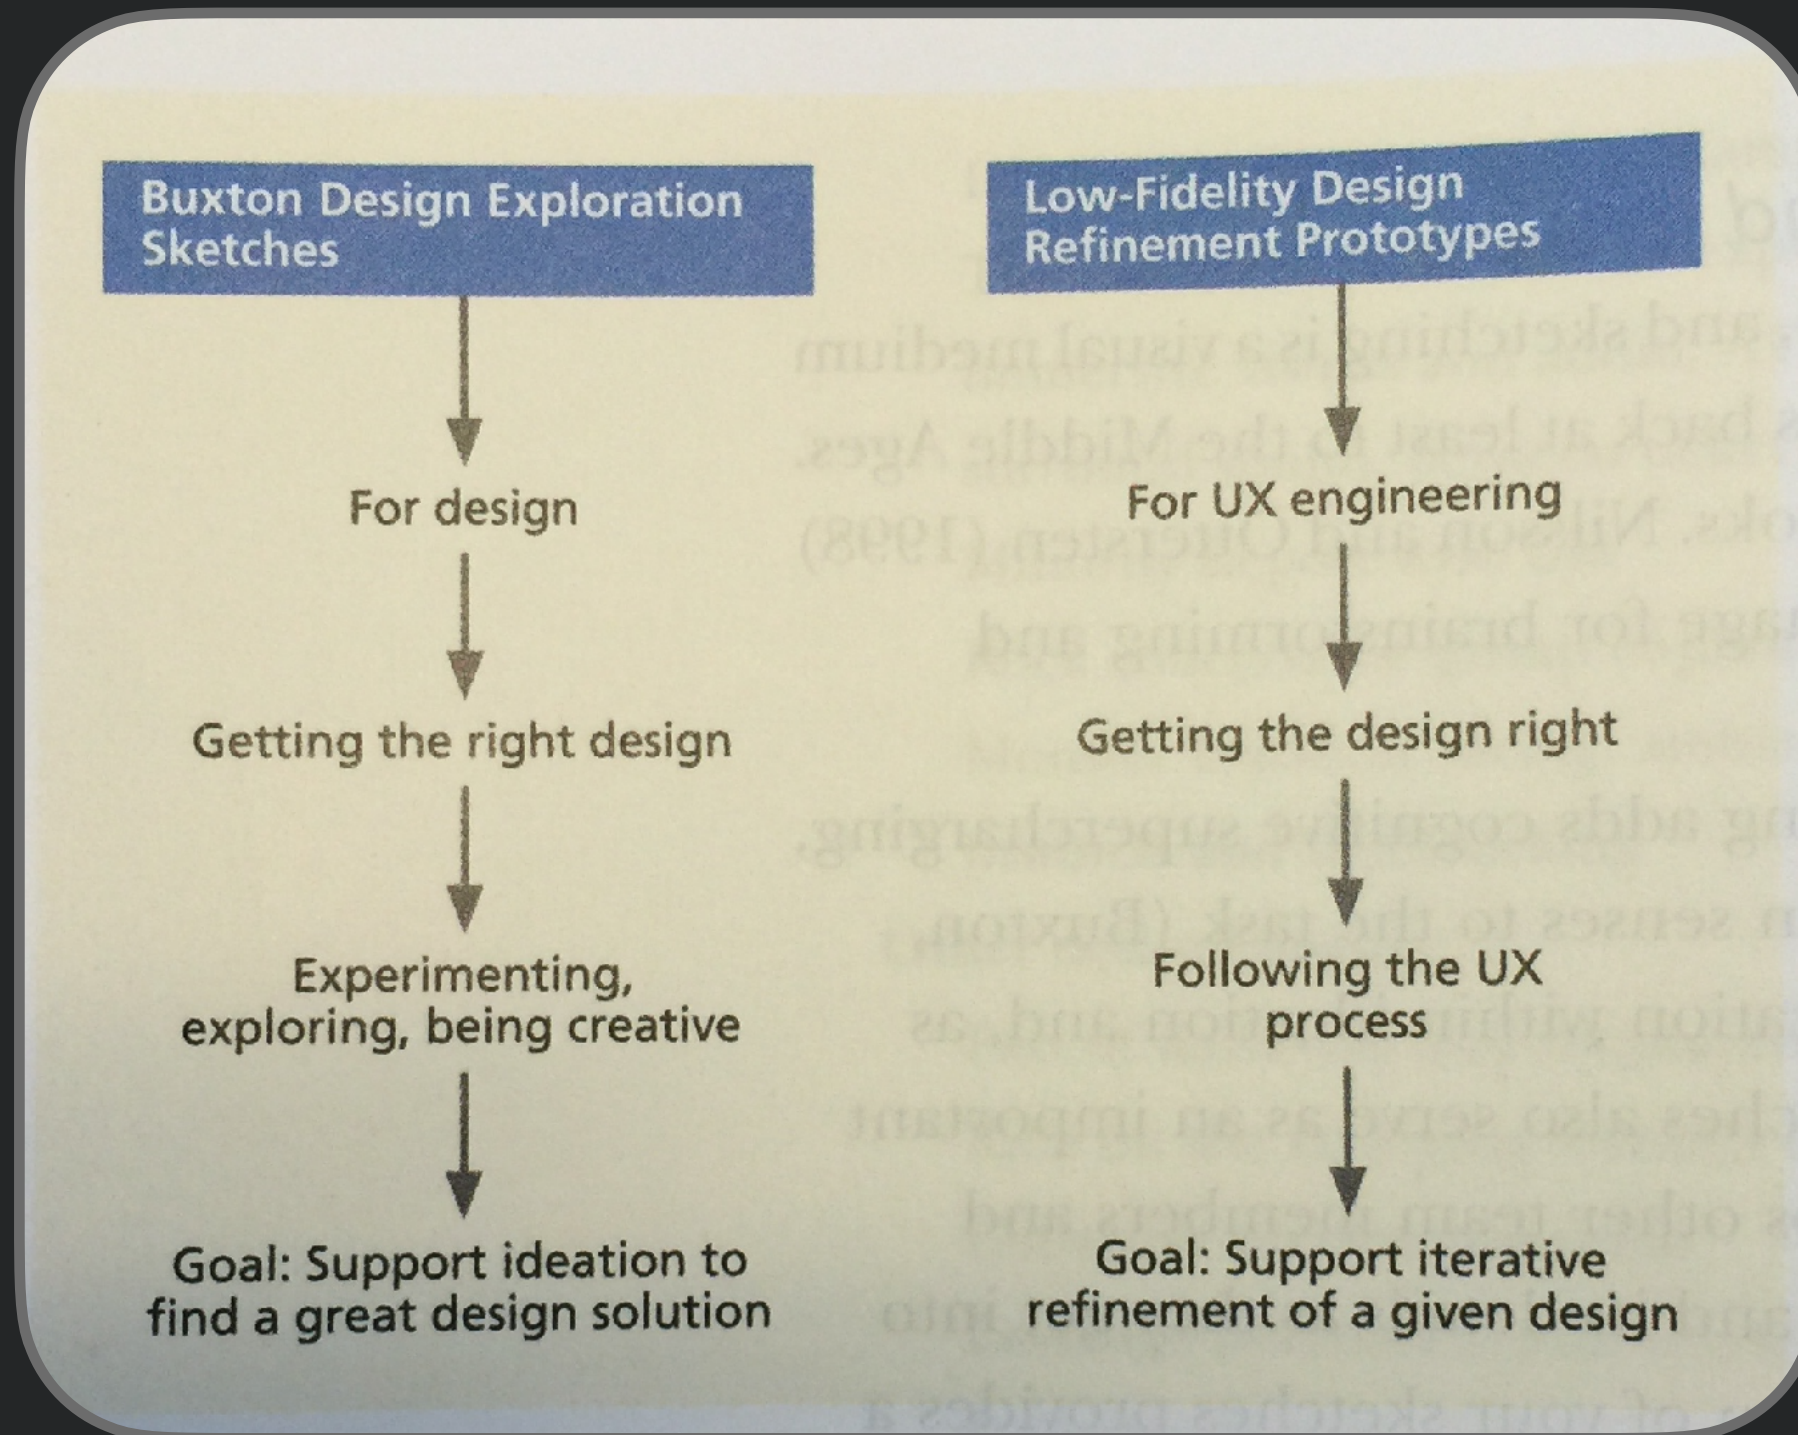 Buxton Design Exploration
Sketches
For design
Getting the right design
Experimenting,
exploring, being creative
Goal: Support ideation to
find a great design solution
Low-Fidelity Design
Refinement Prototypes
For UX engineering
Getting the design right
Following the UX
process
Goal: Support iterative
refinement of a given design